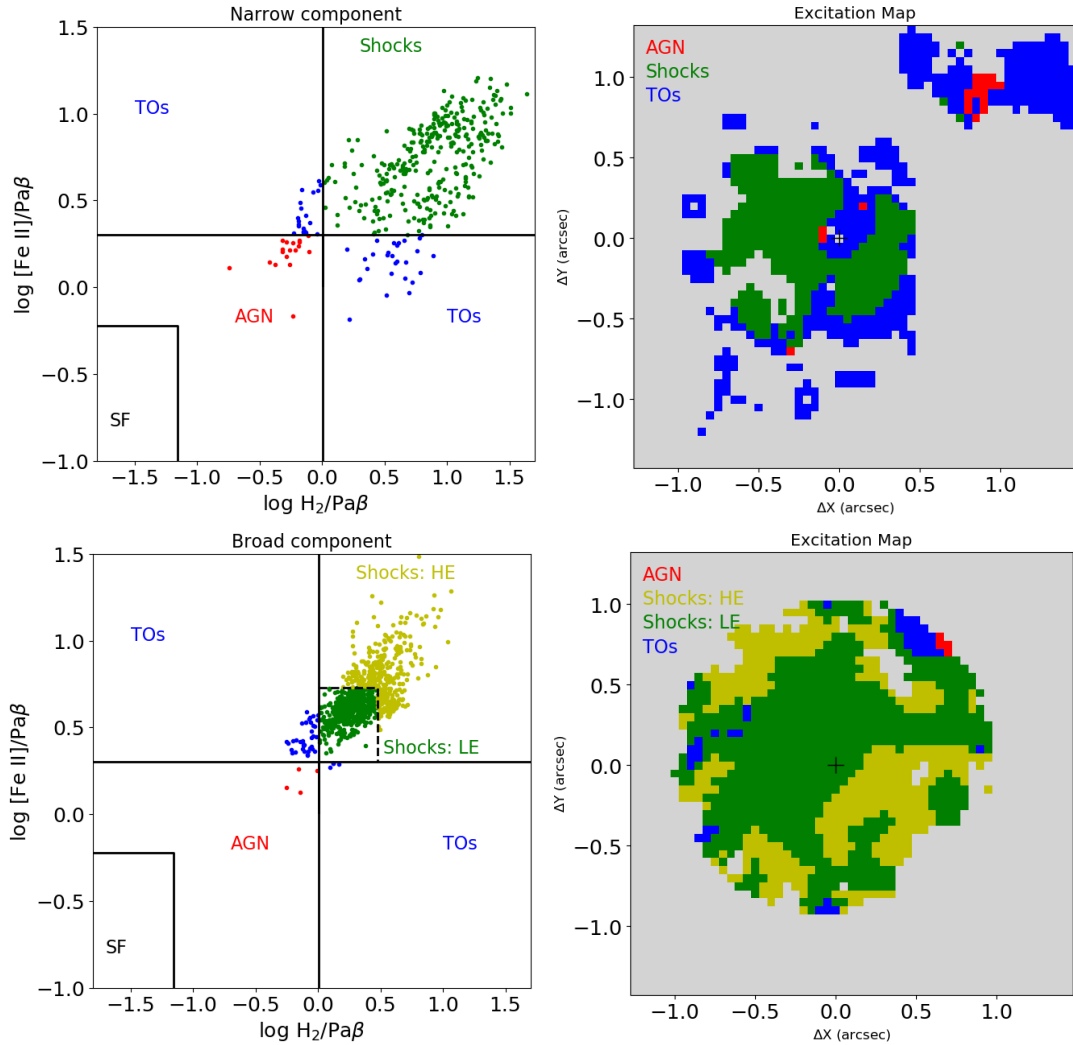 Narrow component
1.5
1.0
0.5
0.0
−0.5
−1.0
log [Fe II]/Paβ
Shocks
TOs
AGN
TOs
SF
−1.5 −1.0 −0.5 0.0 0.5 1.0 1.5
log H₂/Paβ
Excitation Map
AGN
Shocks
TOs
1.0
0.5
0.0
−0.5
−1.0
ΔY (arcsec)
−1.0 −0.5 0.0 0.5 1.0
ΔX (arcsec)
Broad component
1.5
1.0
0.5
0.0
−0.5
−1.0
log [Fe II]/Paβ
Shocks: HE
TOs
Shocks: LE
AGN
TOs
SF
−1.5 −1.0 −0.5 0.0 0.5 1.0 1.5
log H₂/Paβ
Excitation Map
AGN
Shocks: HE
Shocks: LE
TOs
1.0
0.5
0.0
−0.5
−1.0
ΔY (arcsec)
−1.0 −0.5 0.0 0.5 1.0
ΔX (arcsec)